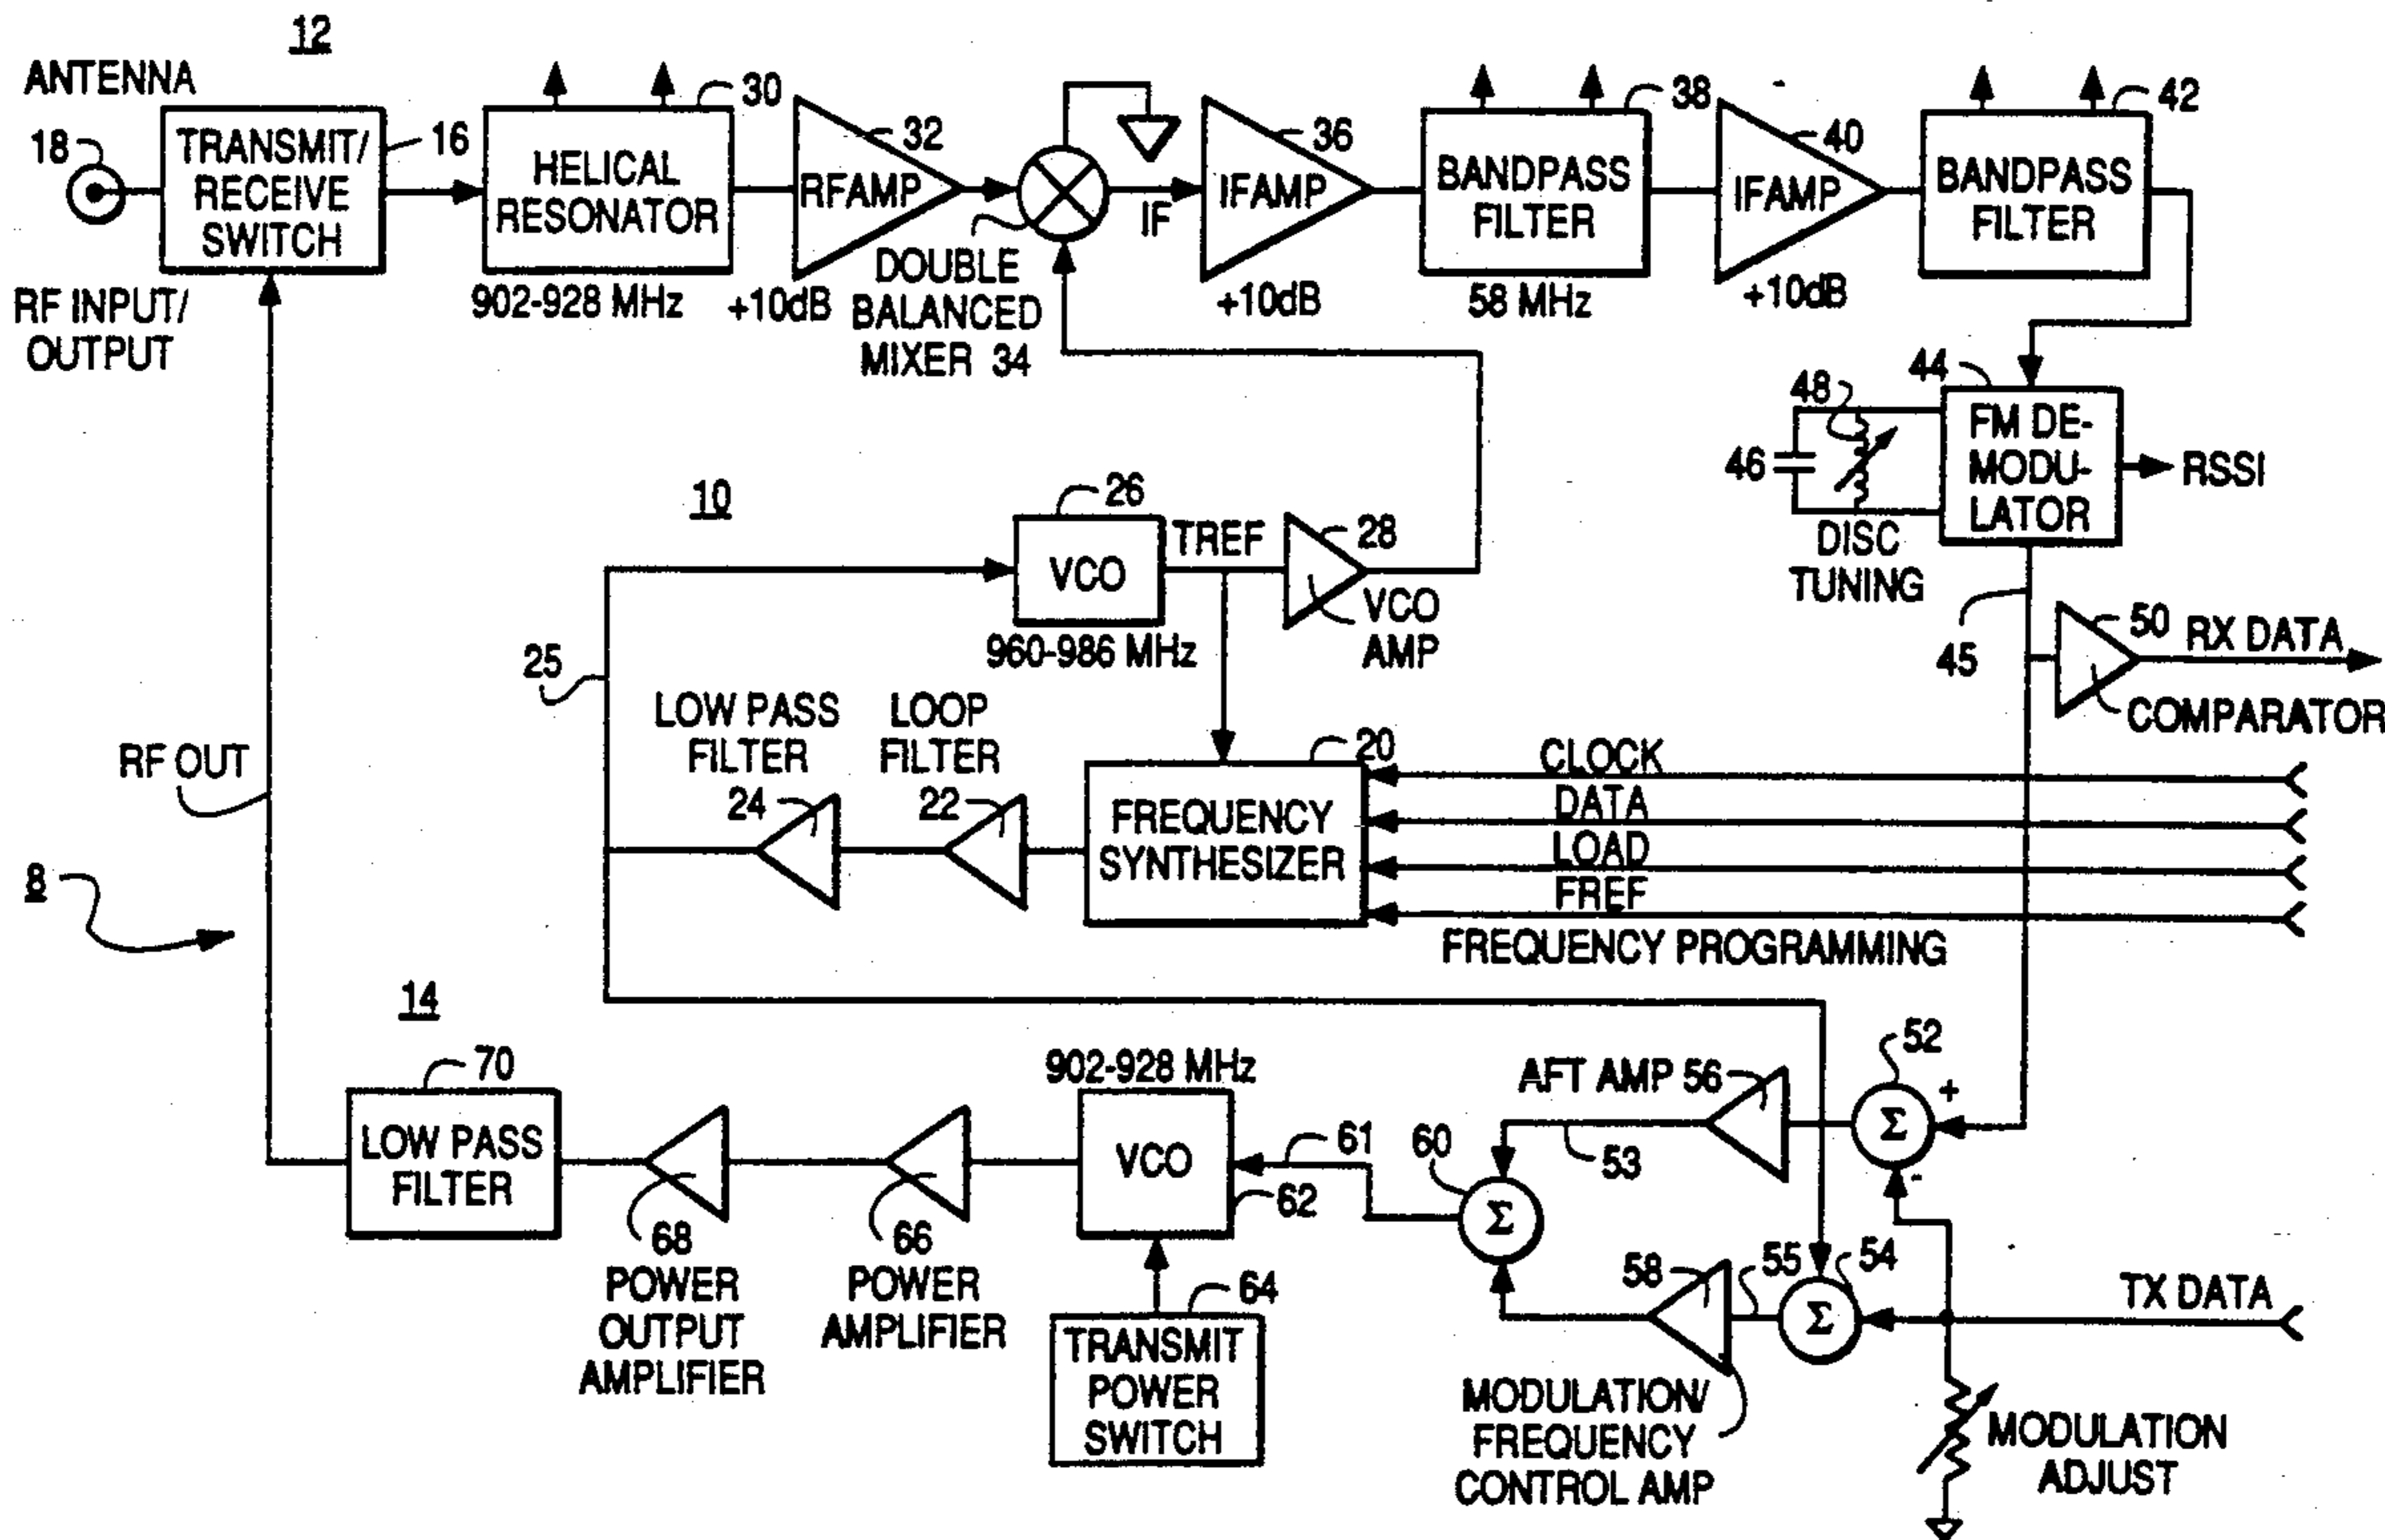 12
ANTENNA
18
TRANSMIT/
RECEIVE
SWITCH
16
RF INPUT/
OUTPUT
HELICAL
RESONATOR
30
902-928 MHz
RFAMP
32
+10dB
DOUBLE
BALANCED
MIXER 34
IF
IFAMP
36
+10dB
BANDPASS
FILTER
38
58 MHz
IFAMP
40
+10dB
BANDPASS
FILTER
42
44
FM DE-
MODU-
LATOR
48
46
DISC
TUNING
RSSI
45
50
RX DATA
COMPARATOR
10
26
VCO
960-986 MHz
TREF
28
VCO
AMP
25
LOW PASS
FILTER
24
LOOP
FILTER
22
20
FREQUENCY
SYNTHESIZER
CLOCK
DATA
LOAD
FREF
FREQUENCY PROGRAMMING
RF OUT
8
14
70
LOW PASS
FILTER
68
POWER
OUTPUT
AMPLIFIER
66
POWER
AMPLIFIER
902-928 MHz
VCO
62
61
64
TRANSMIT
POWER
SWITCH
60
Σ
AFT AMP 56
53
52
Σ
+
-
58
55
54
Σ
MODULATION/
FREQUENCY
CONTROL AMP
TX DATA
MODULATION
ADJUST